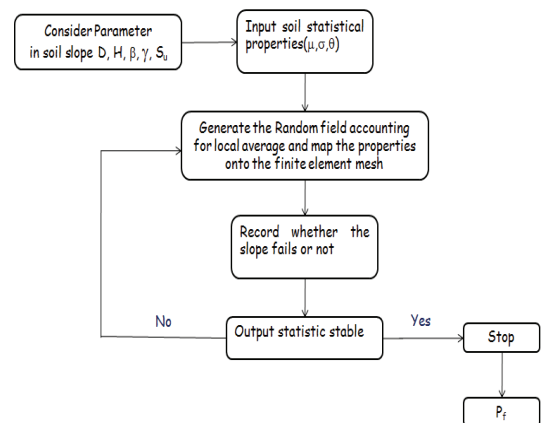 Consider Parameter
in soil slope D, H, β, γ, Su
Input soil statistical
properties(μ,σ,θ)
Generate the Random field accounting
for local average and map the properties
onto the finite element mesh
Record whether the
slope fails or not
Output statistic stable
No
Yes
Stop
Pf